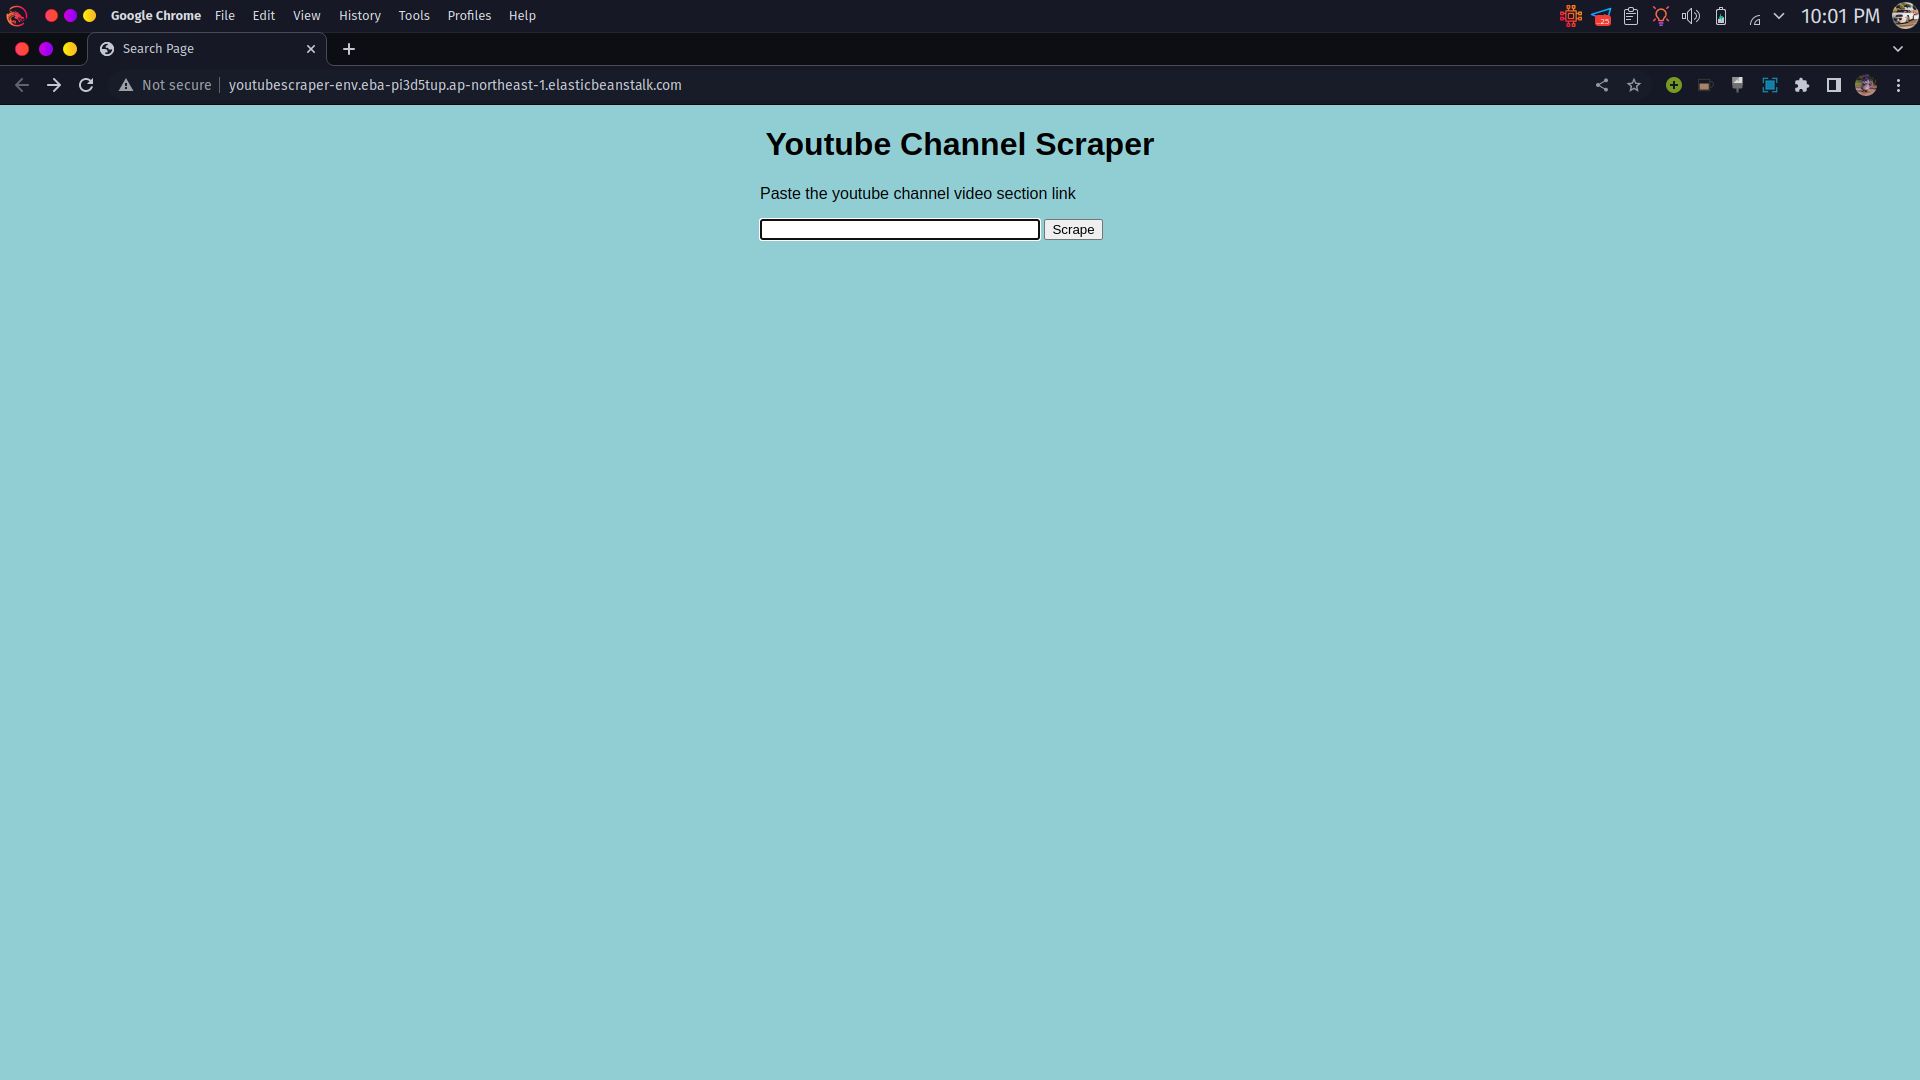 Google Chrome File Edit View History Tools Profiles Help 25 10:01 PM
Search Page
Not secure youtubescraper-env.eba-pi3d5tup.ap-northeast-1.elasticbeanstalk.com
Youtube Channel Scraper
Paste the youtube channel video section link
Scrape